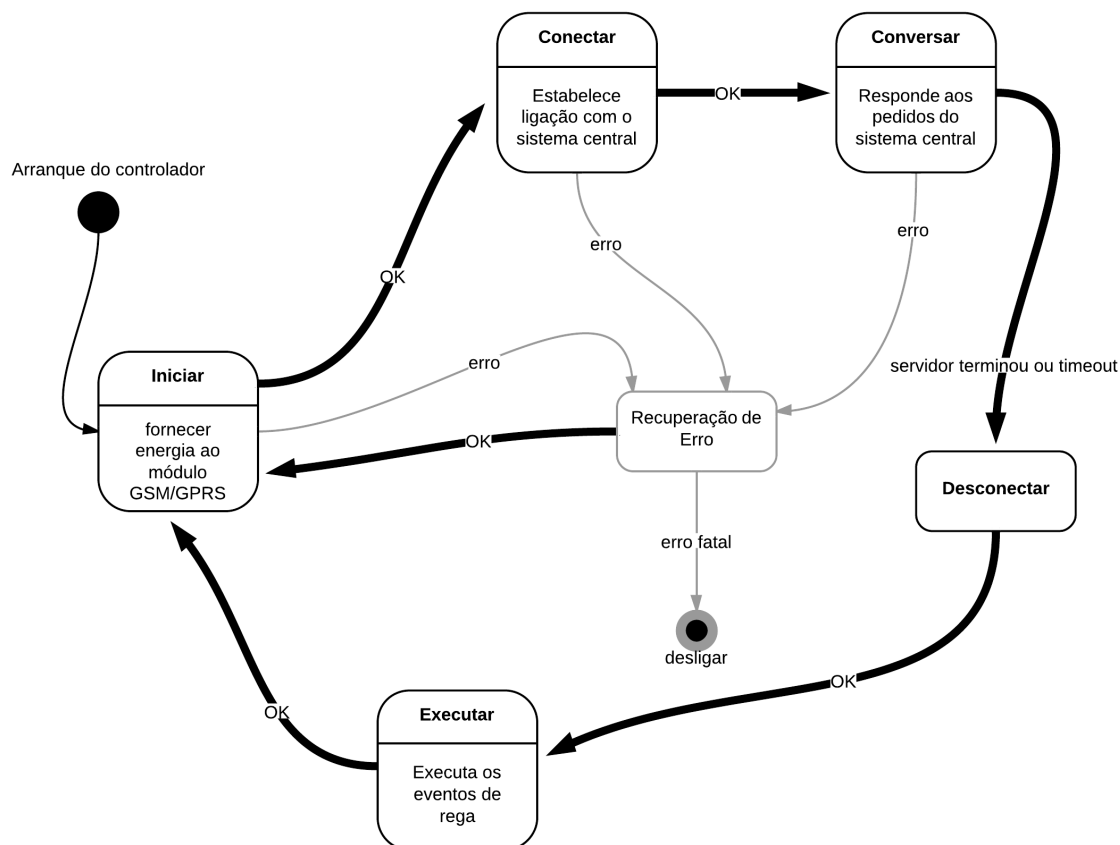 Conectar
Estabelece
ligação com o
sistema central
OK
Conversar
Responde aos
pedidos do
sistema central
Arranque do controlador
erro
erro
OK
servidor terminou ou timeout
Iniciar
fornecer
energia ao
módulo
GSM/GPRS
erro
Recuperação de
Erro
OK
Desconectar
erro fatal
desligar
OK
OK
Executar
Executa os
eventos de
rega